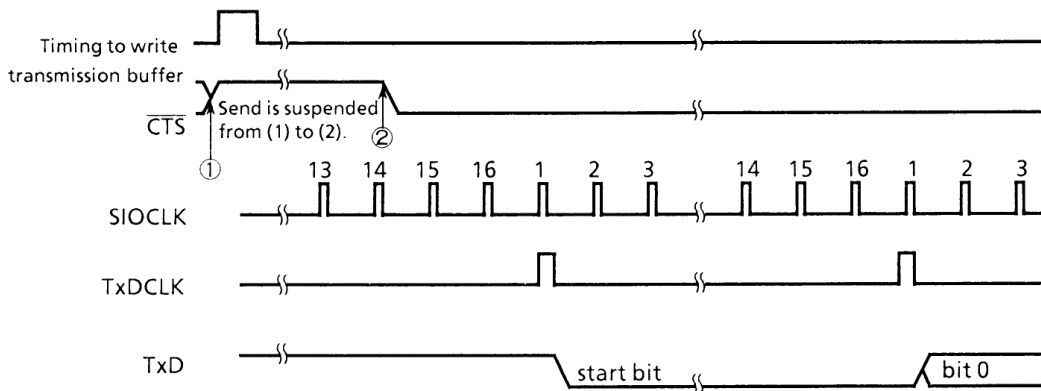 Timing to write
transmission buffer
CTS
Send is suspended
from (1) to (2).
①
②
13 14 15 16 1 2 3 14 15 16 1 2 3
SIOCLK
TxDCLK
TxD
start bit
bit 0